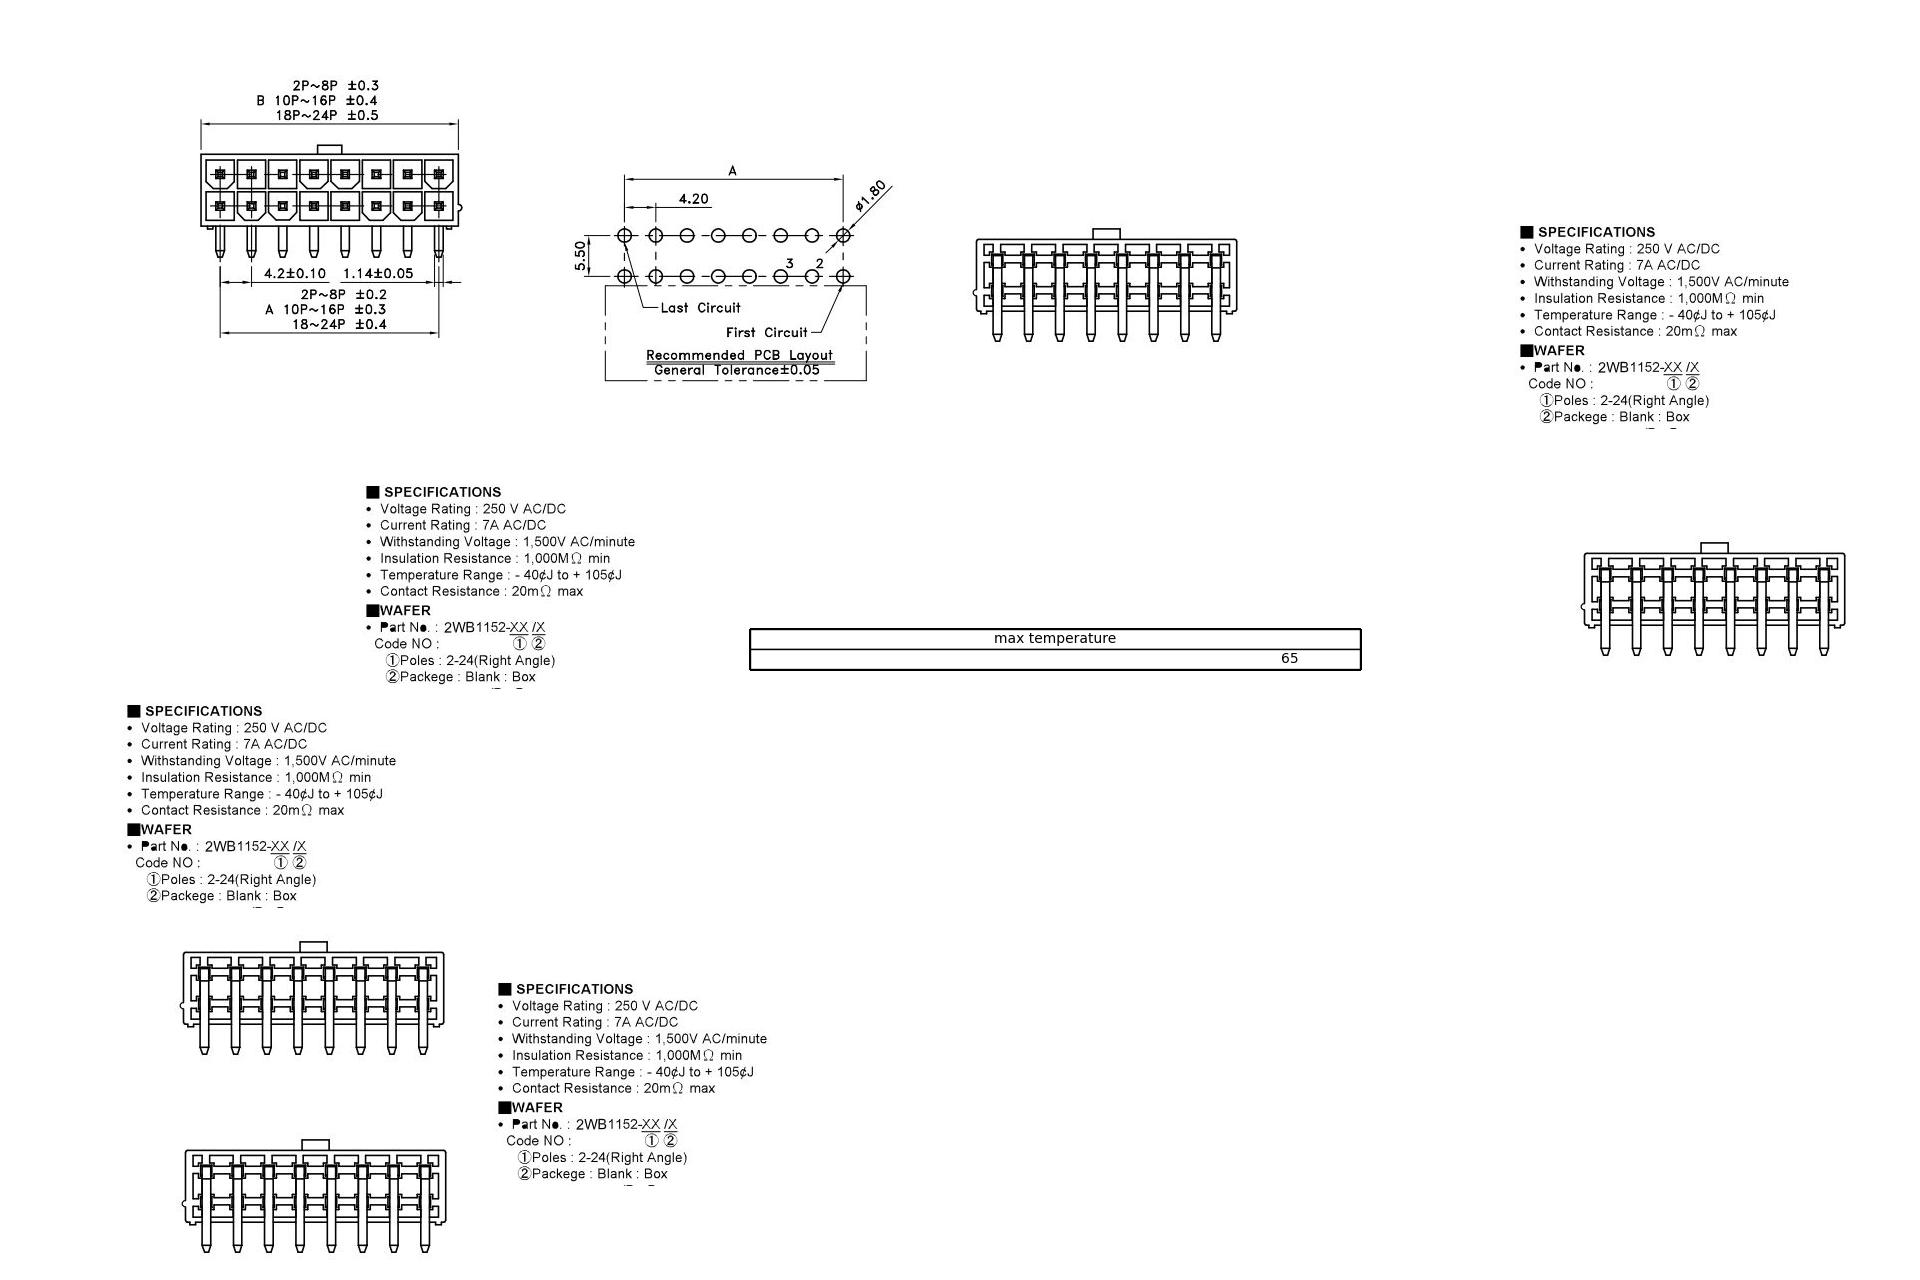 2P~8P ±0.3
B 10P~16P ±0.4
18P~24P ±0.5
4.2±0.10 1.14±0.05
2P~8P ±0.2
A 10P~16P ±0.3
18~24P ±0.4
A
4.20
ø1.80
5.50
3 2
Last Circuit
First Circuit
Recommended PCB Layout
General Tolerance±0.05
■ SPECIFICATIONS
• Voltage Rating : 250 V AC/DC
• Current Rating : 7A AC/DC
• Withstanding Voltage : 1,500V AC/minute
• Insulation Resistance : 1,000MΩ min
• Temperature Range : - 40¢J to + 105¢J
• Contact Resistance : 20mΩ max
■WAFER
• Part No. : 2WB1152-XX /X
Code NO : ① ②
①Poles : 2-24(Right Angle)
②Packege : Blank : Box
■ SPECIFICATIONS
• Voltage Rating : 250 V AC/DC
• Current Rating : 7A AC/DC
• Withstanding Voltage : 1,500V AC/minute
• Insulation Resistance : 1,000MΩ min
• Temperature Range : - 40¢J to + 105¢J
• Contact Resistance : 20mΩ max
■WAFER
• Part No. : 2WB1152-XX /X
Code NO : ① ②
①Poles : 2-24(Right Angle)
②Packege : Blank : Box
max temperature
65
■ SPECIFICATIONS
• Voltage Rating : 250 V AC/DC
• Current Rating : 7A AC/DC
• Withstanding Voltage : 1,500V AC/minute
• Insulation Resistance : 1,000MΩ min
• Temperature Range : - 40¢J to + 105¢J
• Contact Resistance : 20mΩ max
■WAFER
• Part No. : 2WB1152-XX /X
Code NO : ① ②
①Poles : 2-24(Right Angle)
②Packege : Blank : Box
■ SPECIFICATIONS
• Voltage Rating : 250 V AC/DC
• Current Rating : 7A AC/DC
• Withstanding Voltage : 1,500V AC/minute
• Insulation Resistance : 1,000MΩ min
• Temperature Range : - 40¢J to + 105¢J
• Contact Resistance : 20mΩ max
■WAFER
• Part No. : 2WB1152-XX /X
Code NO : ① ②
①Poles : 2-24(Right Angle)
②Packege : Blank : Box